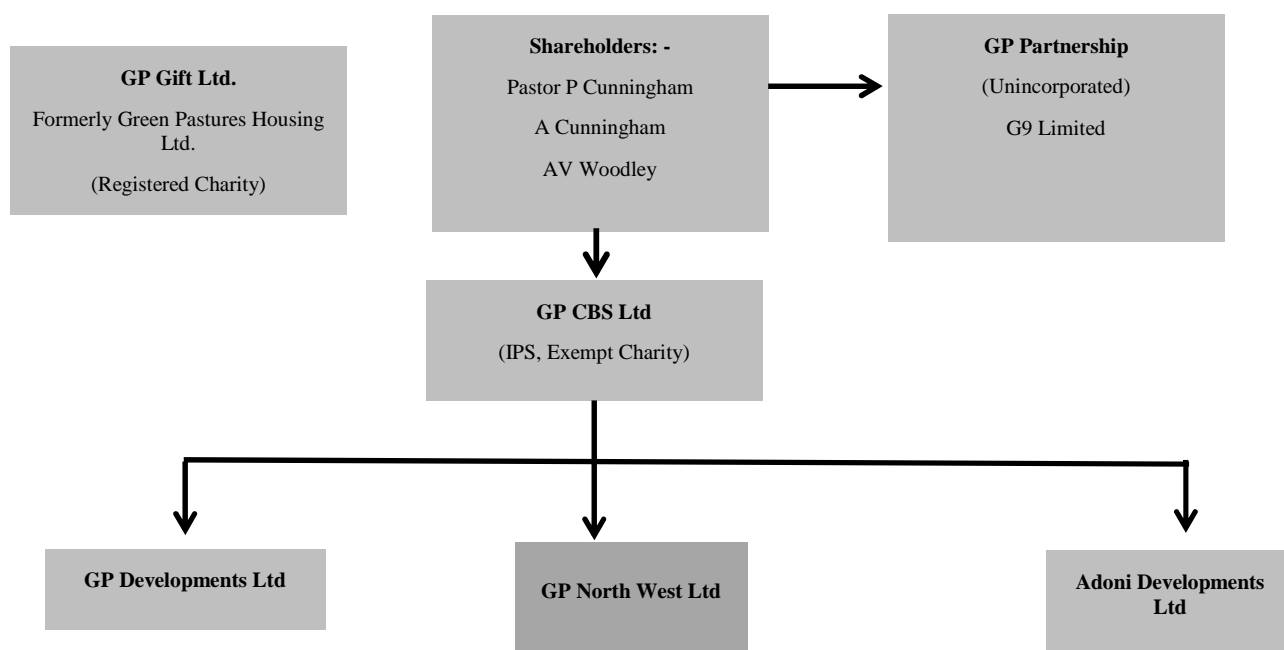 GP Gift Ltd.
Formerly Green Pastures Housing
Ltd.
(Registered Charity)
Shareholders: -
Pastor P Cunningham
A Cunningham
AV Woodley
GP Partnership
(Unincorporated)
G9 Limited
GP CBS Ltd
(IPS, Exempt Charity)
GP Developments Ltd
GP North West Ltd
Adoni Developments
Ltd